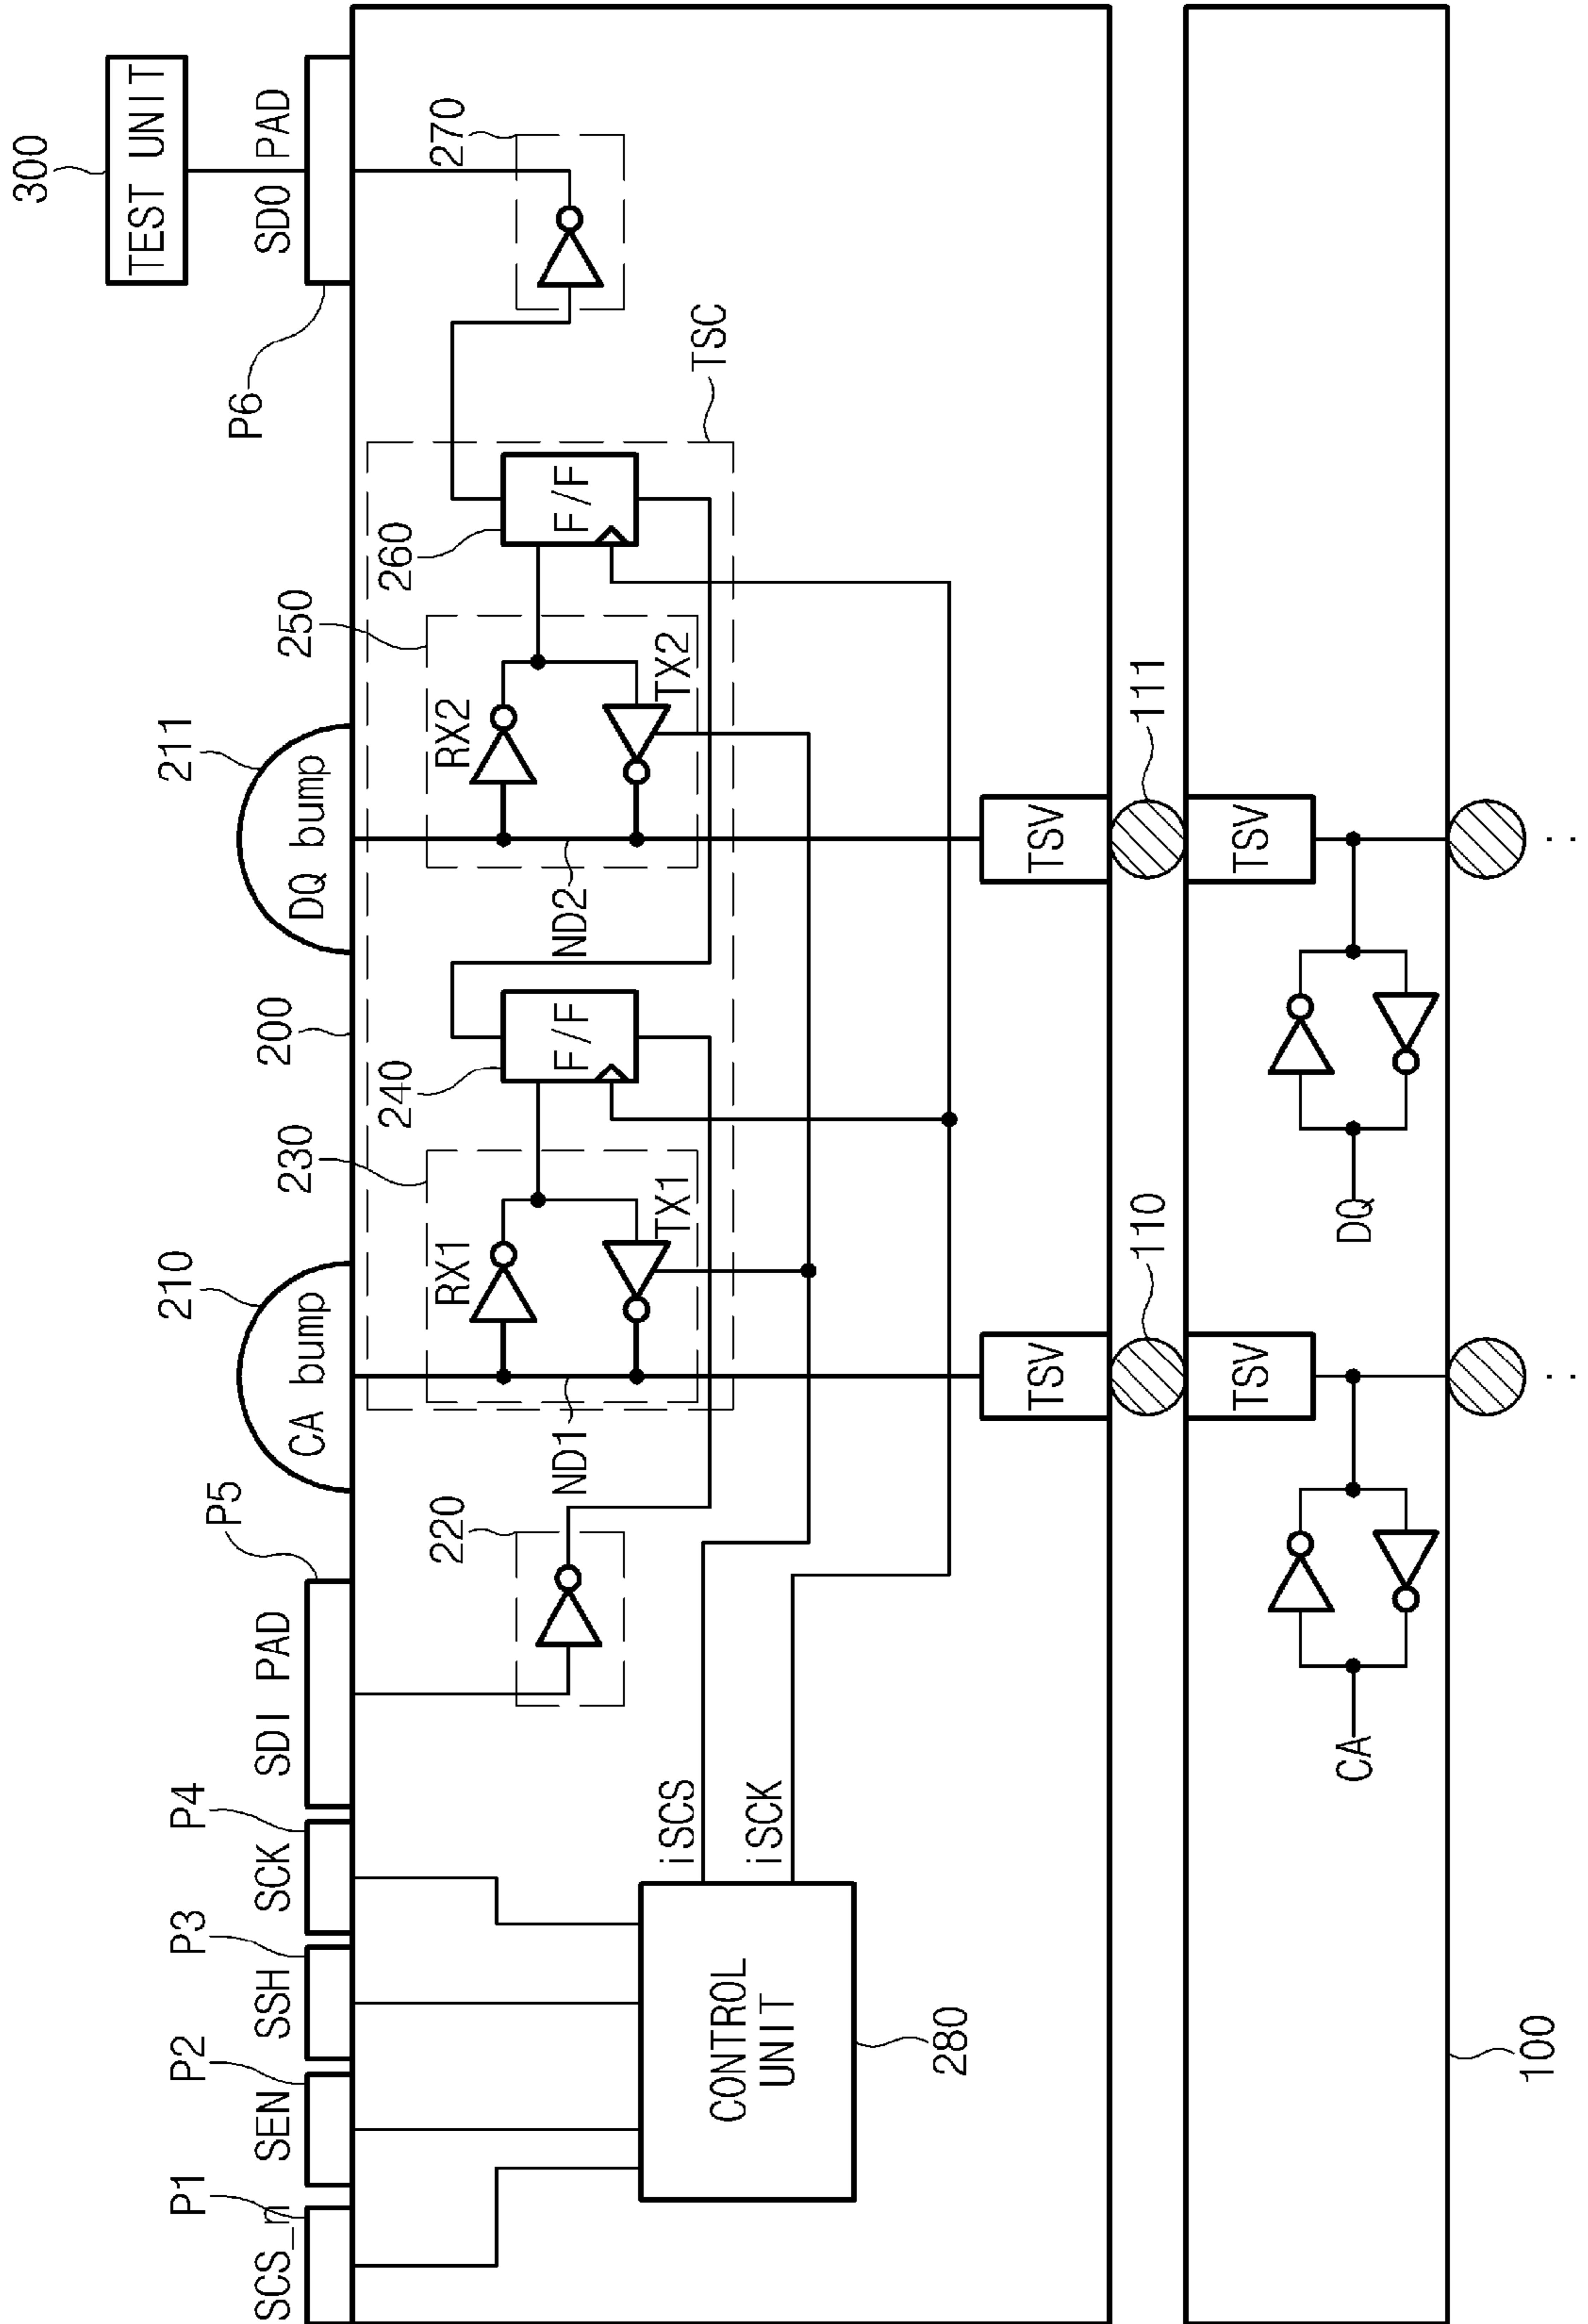 300
TEST UNIT
SCS_n
SEN
SSH
SCK
SDI PAD
SDO PAD
P1
P2
P3
P4
P5
P6
210
CA bump
200
211
DQ bump
220
230
RX1
TX1
ND1
240
F/F
250
RX2
TX2
ND2
260
F/F
270
TSC
CONTROL
UNIT
280
iSCS
iSCK
TSV
TSV
110
111
TSV
TSV
CA
DQ
100